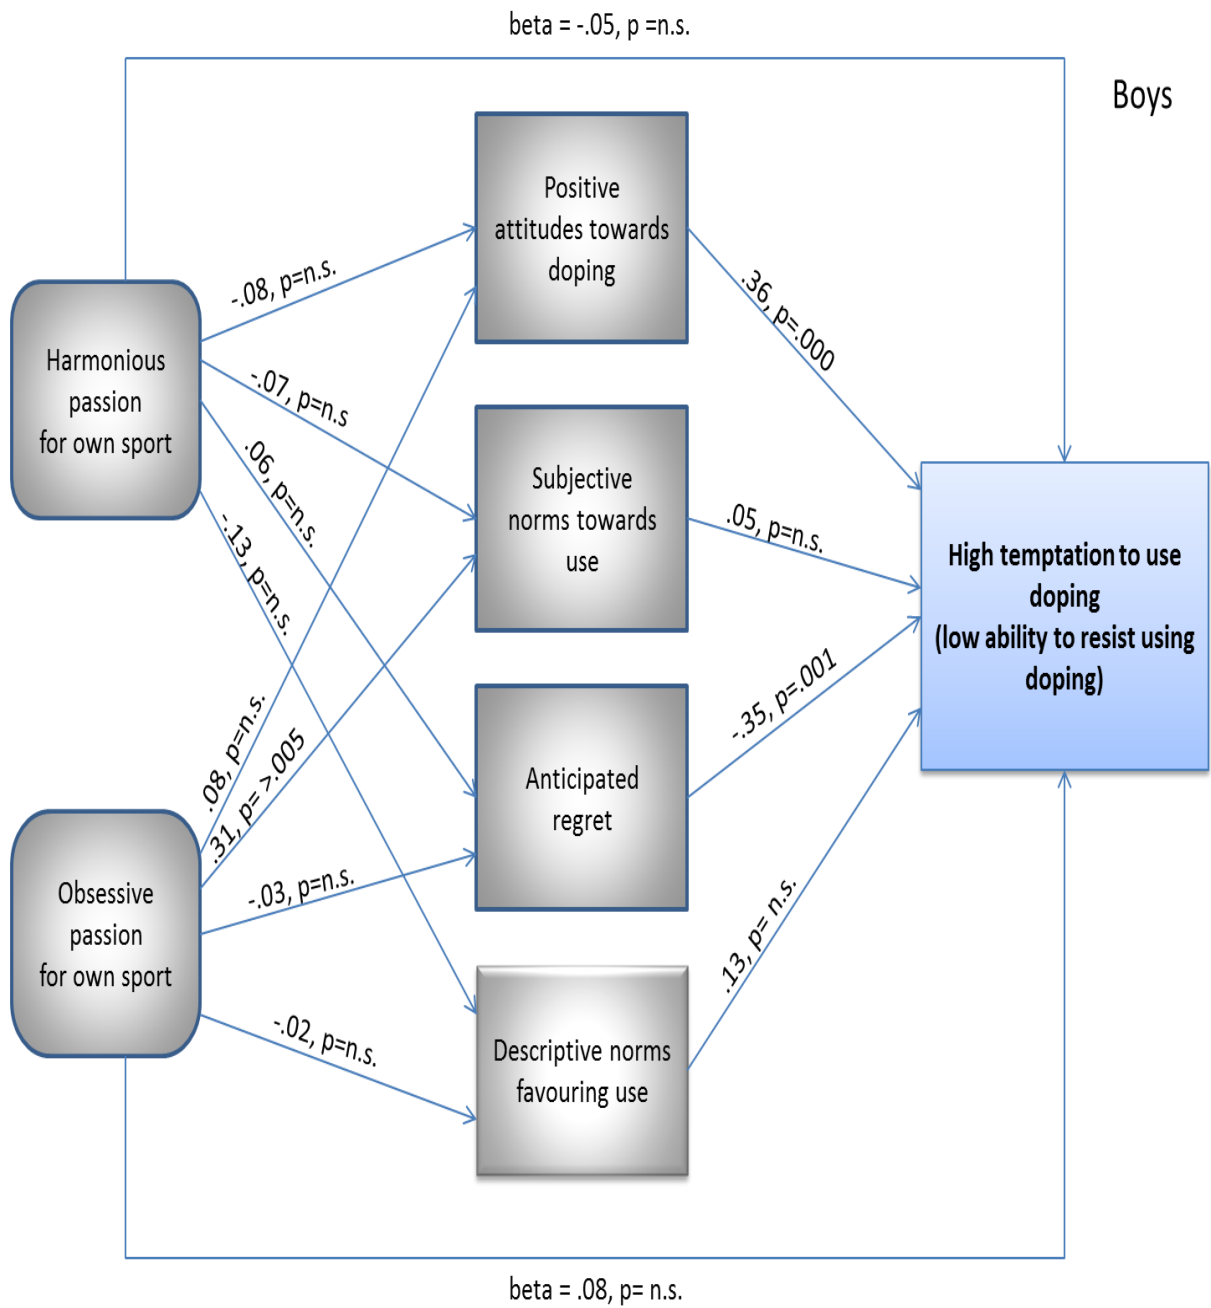 beta = -.05, p =n.s.
Boys
Positive
attitudes towards
doping
-.08, p=n.s.
.36, p=.000
Harmonious
passion
for own sport
-.07, p=n.s
.06, p=n.s.
-.13, p=n.s.
Subjective
norms towards
use
.05, p=n.s.
High temptation to use
doping
(low ability to resist using
doping)
-.35, p=.001
.08, p=n.s.
.31, p= >.005
Anticipated
regret
Obsessive
passion
for own sport
-.03, p=n.s.
.13, p= n.s.
-.02, p=n.s.
Descriptive norms
favouring use
beta = .08, p= n.s.